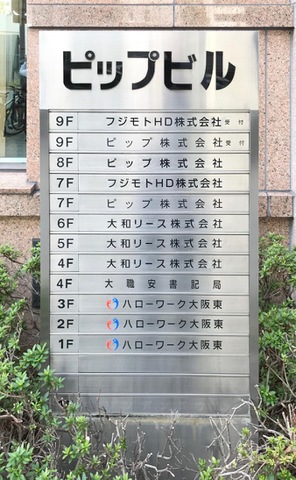 ピップビル
9F フジモトHD株式会社 受付
9F ピップ株式会社 受付
8F ピップ株式会社
7F フジモトHD株式会社
7F ピップ株式会社
6F 大和リース株式会社
5F 大和リース株式会社
4F 大和リース株式会社
4F 大職安書記局
3F ハローワーク大阪東
2F ハローワーク大阪東
1F ハローワーク大阪東